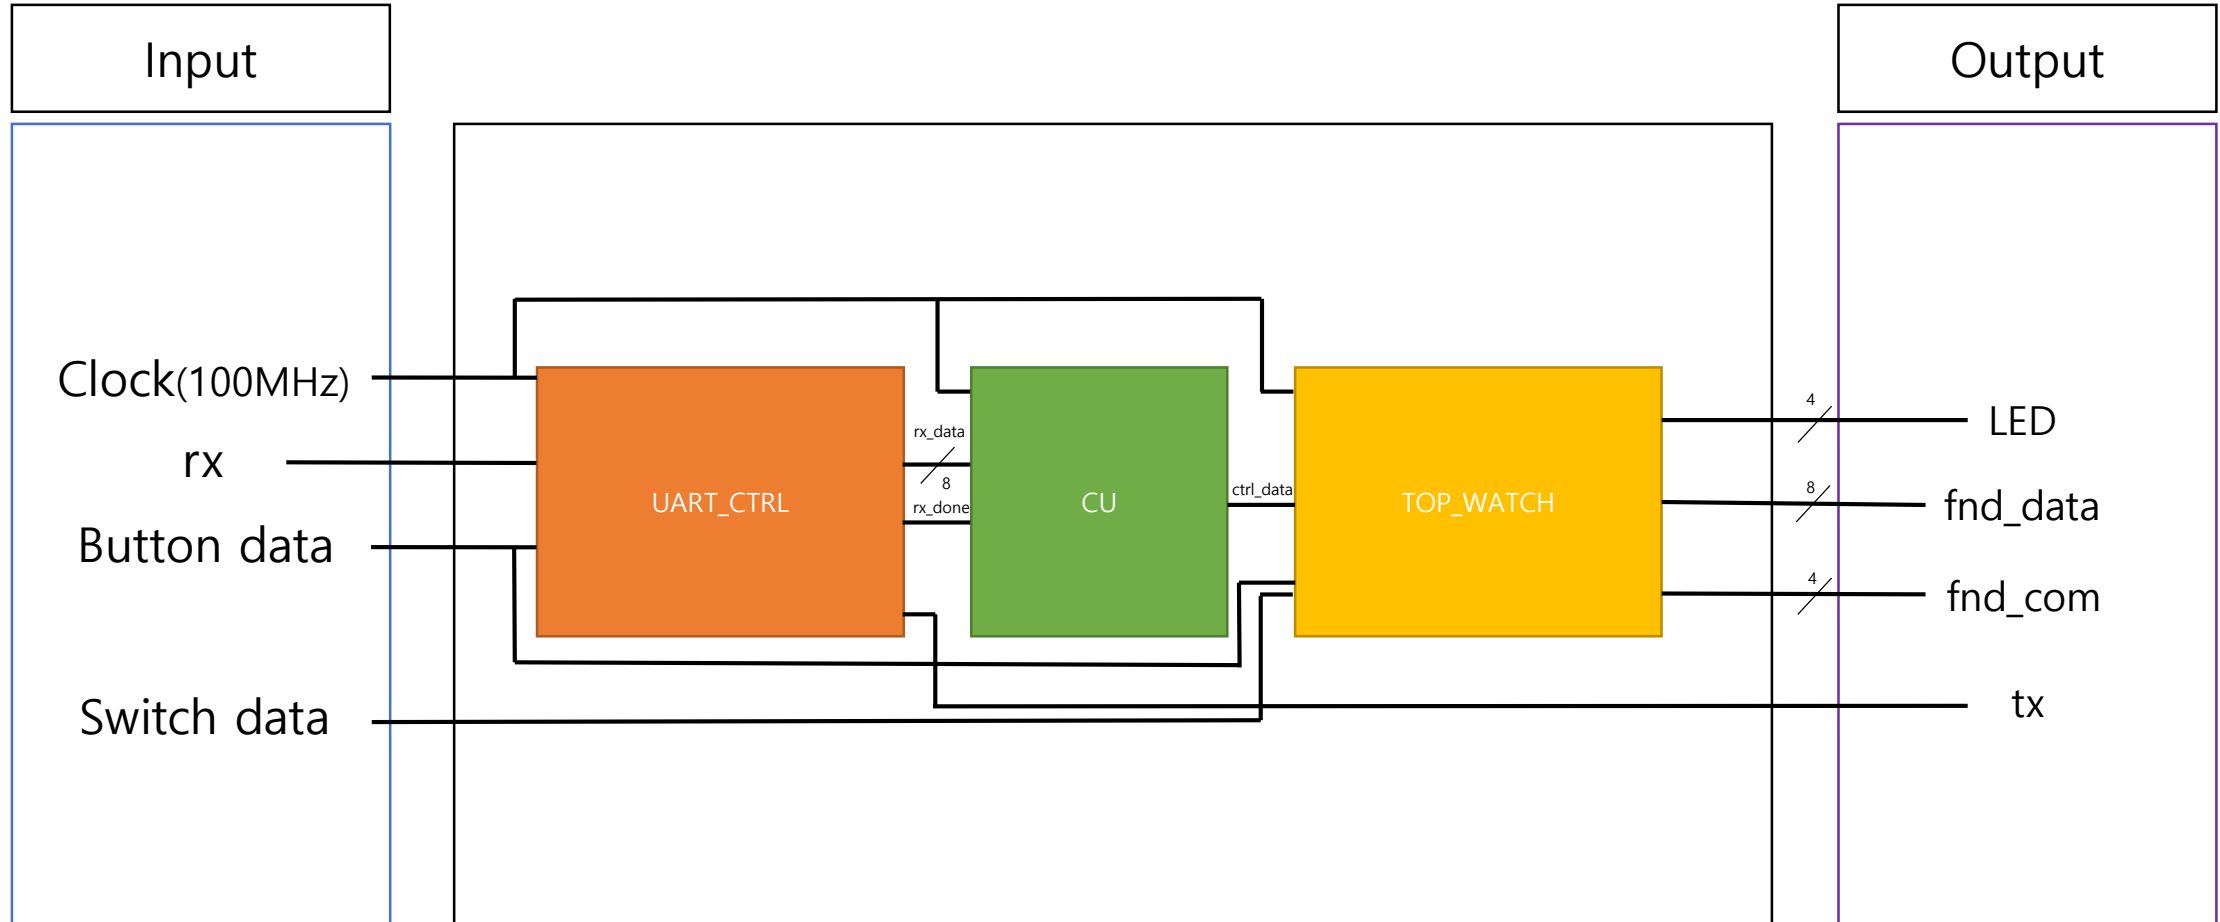 Input
Output
Clock(100MHz)
rx
Button data
Switch data
UART_CTRL
rx_data
8
rx_done
CU
ctrl_data
TOP_WATCH
4
LED
8
fnd_data
4
fnd_com
tx